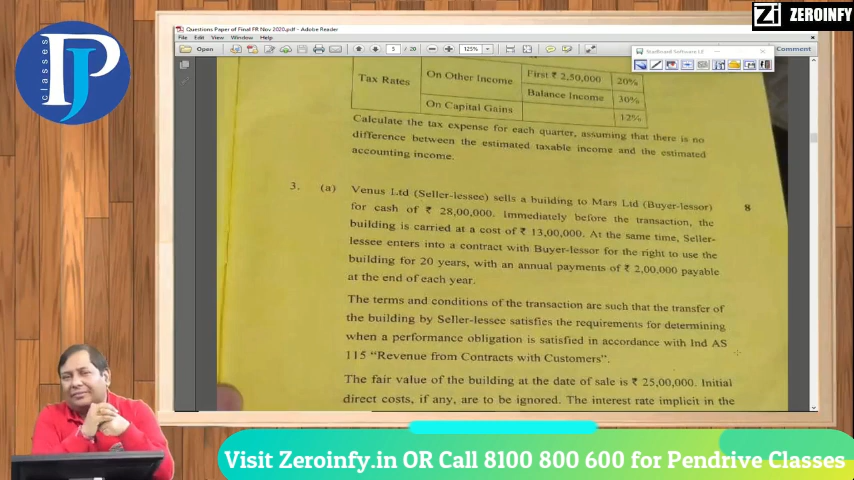 Zi ZEROINFY
PJ classes
Questions Paper of Final FR Nov 2020.pdf - Adobe Reader
File Edit View Window Help
Open 5 / 20 125% Comment
StarBoard Software LE
Tax Rates
On Other Income
First ₹ 2,50,000 20%
Balance Income 30%
On Capital Gains 12%
Calculate the tax expense for each quarter, assuming that there is no
difference between the estimated taxable income and the estimated
accounting income.
3. (a) Venus Ltd (Seller-lessee) sells a building to Mars Ltd (Buyer-lessor) 8
for cash of ₹ 28,00,000. Immediately before the transaction, the
building is carried at a cost of ₹ 13,00,000. At the same time, Seller-
lessee enters into a contract with Buyer-lessor for the right to use the
building for 20 years, with an annual payments of ₹ 2,00,000 payable
at the end of each year.
The terms and conditions of the transaction are such that the transfer of
the building by Seller-lessee satisfies the requirements for determining
when a performance obligation is satisfied in accordance with Ind AS
115 “Revenue from Contracts with Customers”.
The fair value of the building at the date of sale is ₹ 25,00,000. Initial
direct costs, if any, are to be ignored. The interest rate implicit in the
Visit Zeroinfy.in OR Call 8100 800 600 for Pendrive Classes